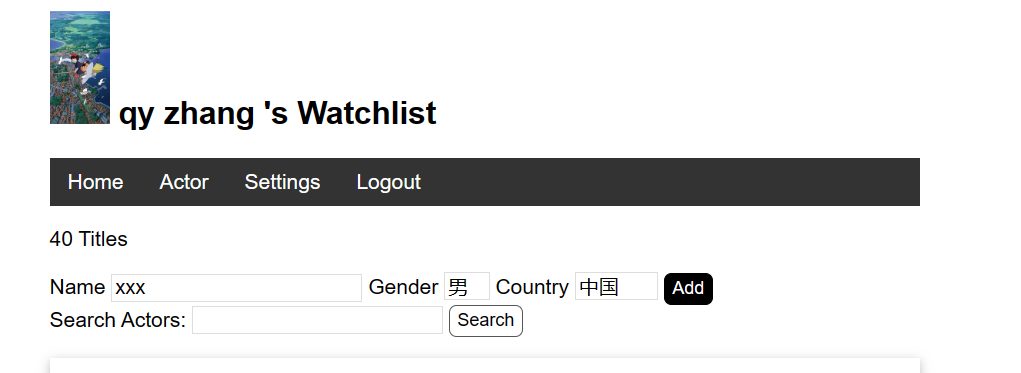 qy zhang 's Watchlist
Home Actor Settings Logout
40 Titles
Name xxx Gender 男 Country 中国 Add
Search Actors: Search